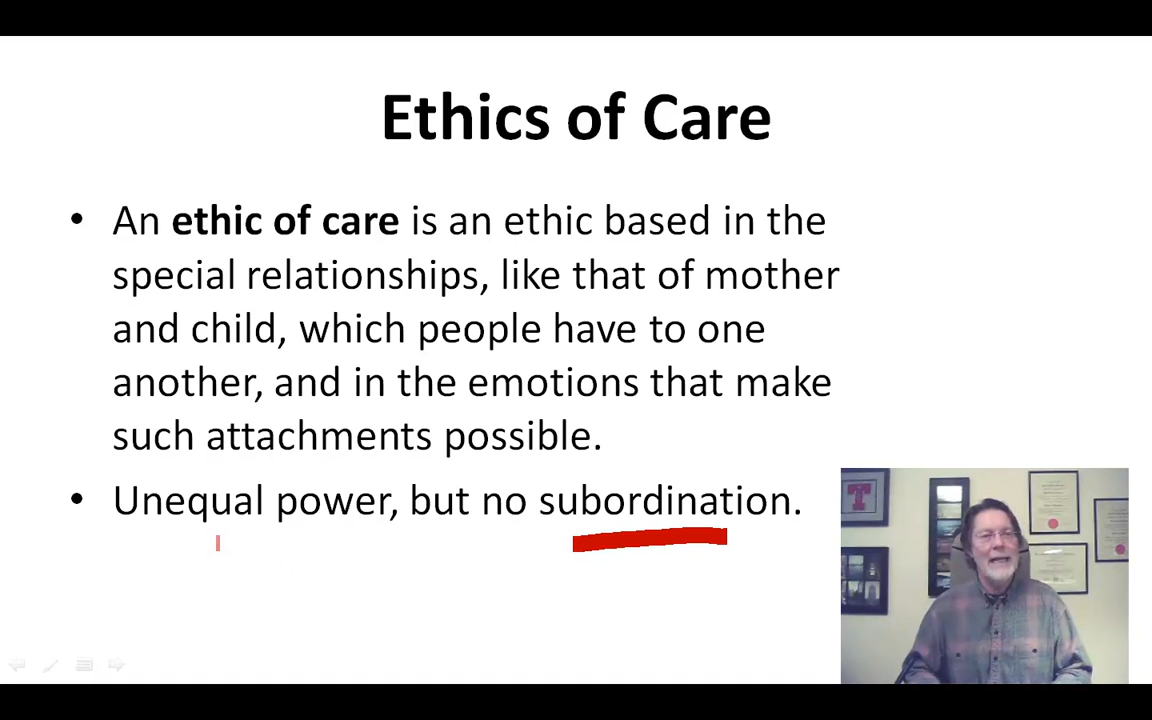 Ethics of Care
• An ethic of care is an ethic based in the
special relationships, like that of mother
and child, which people have to one
another, and in the emotions that make
such attachments possible.
• Unequal power, but no subordination.
T